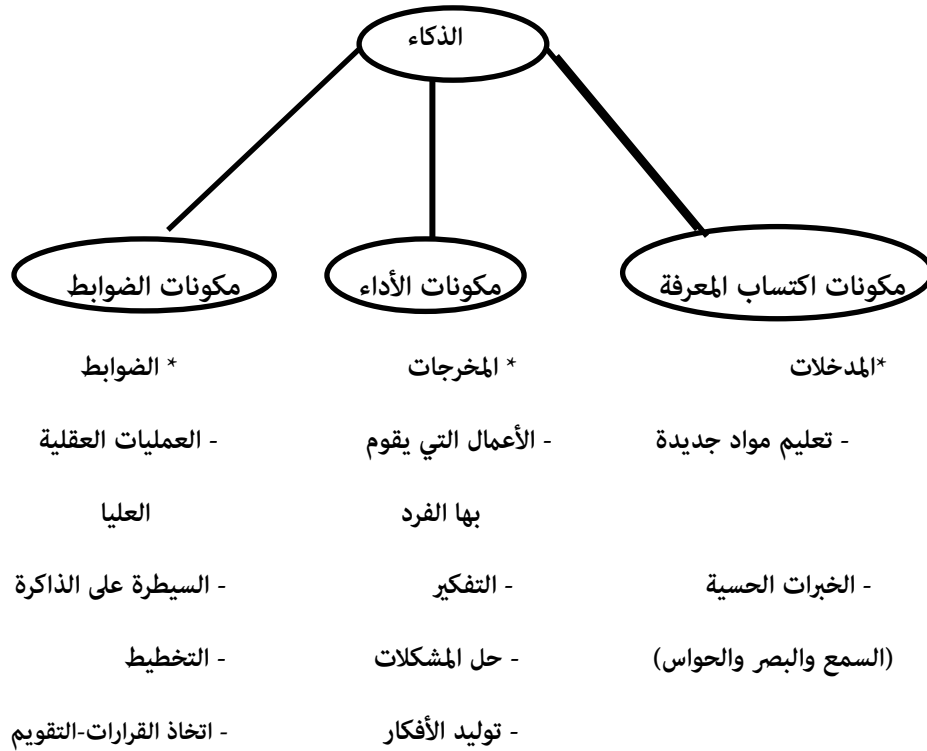 الذكاء
مكونات اكتساب المعرفة
مكونات الأداء
مكونات الضوابط
*المدخلات
* المخرجات
* الضوابط
- تعليم مواد جديدة
- الأعمال التي يقوم
- العمليات العقلية
بها الفرد
العليا
- الخبرات الحسية
- التفكير
- السيطرة على الذاكرة
(السمع والبصر والحواس)
- حل المشكلات
- التخطيط
- توليد الأفكار
- اتخاذ القرارات-التقويم